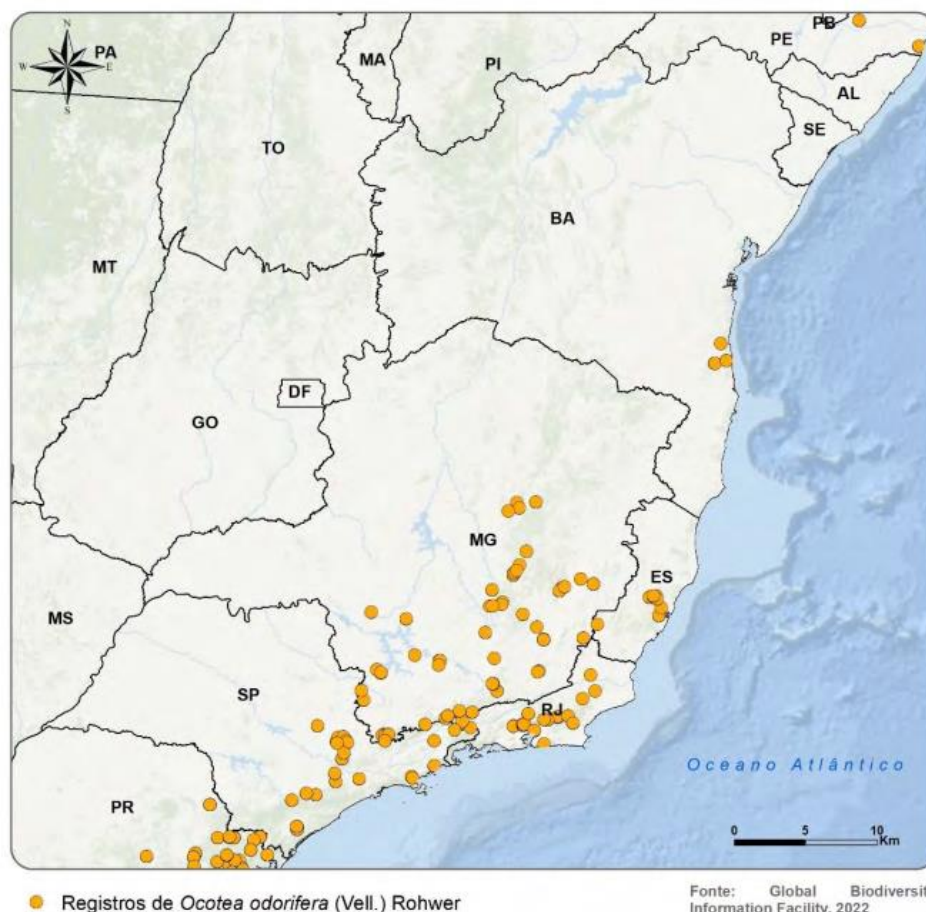 N
W E
S
PA
MA
PI
PE
PB
AL
SE
TO
BA
MT
DF
GO
MG
ES
MS
SP
RJ
PR
Oceano Atlântico
0 5 10
Km
Registros de Ocotea odorifera (Vell.) Rohwer
Fonte: Global Biodiversit
Information Facility, 2022